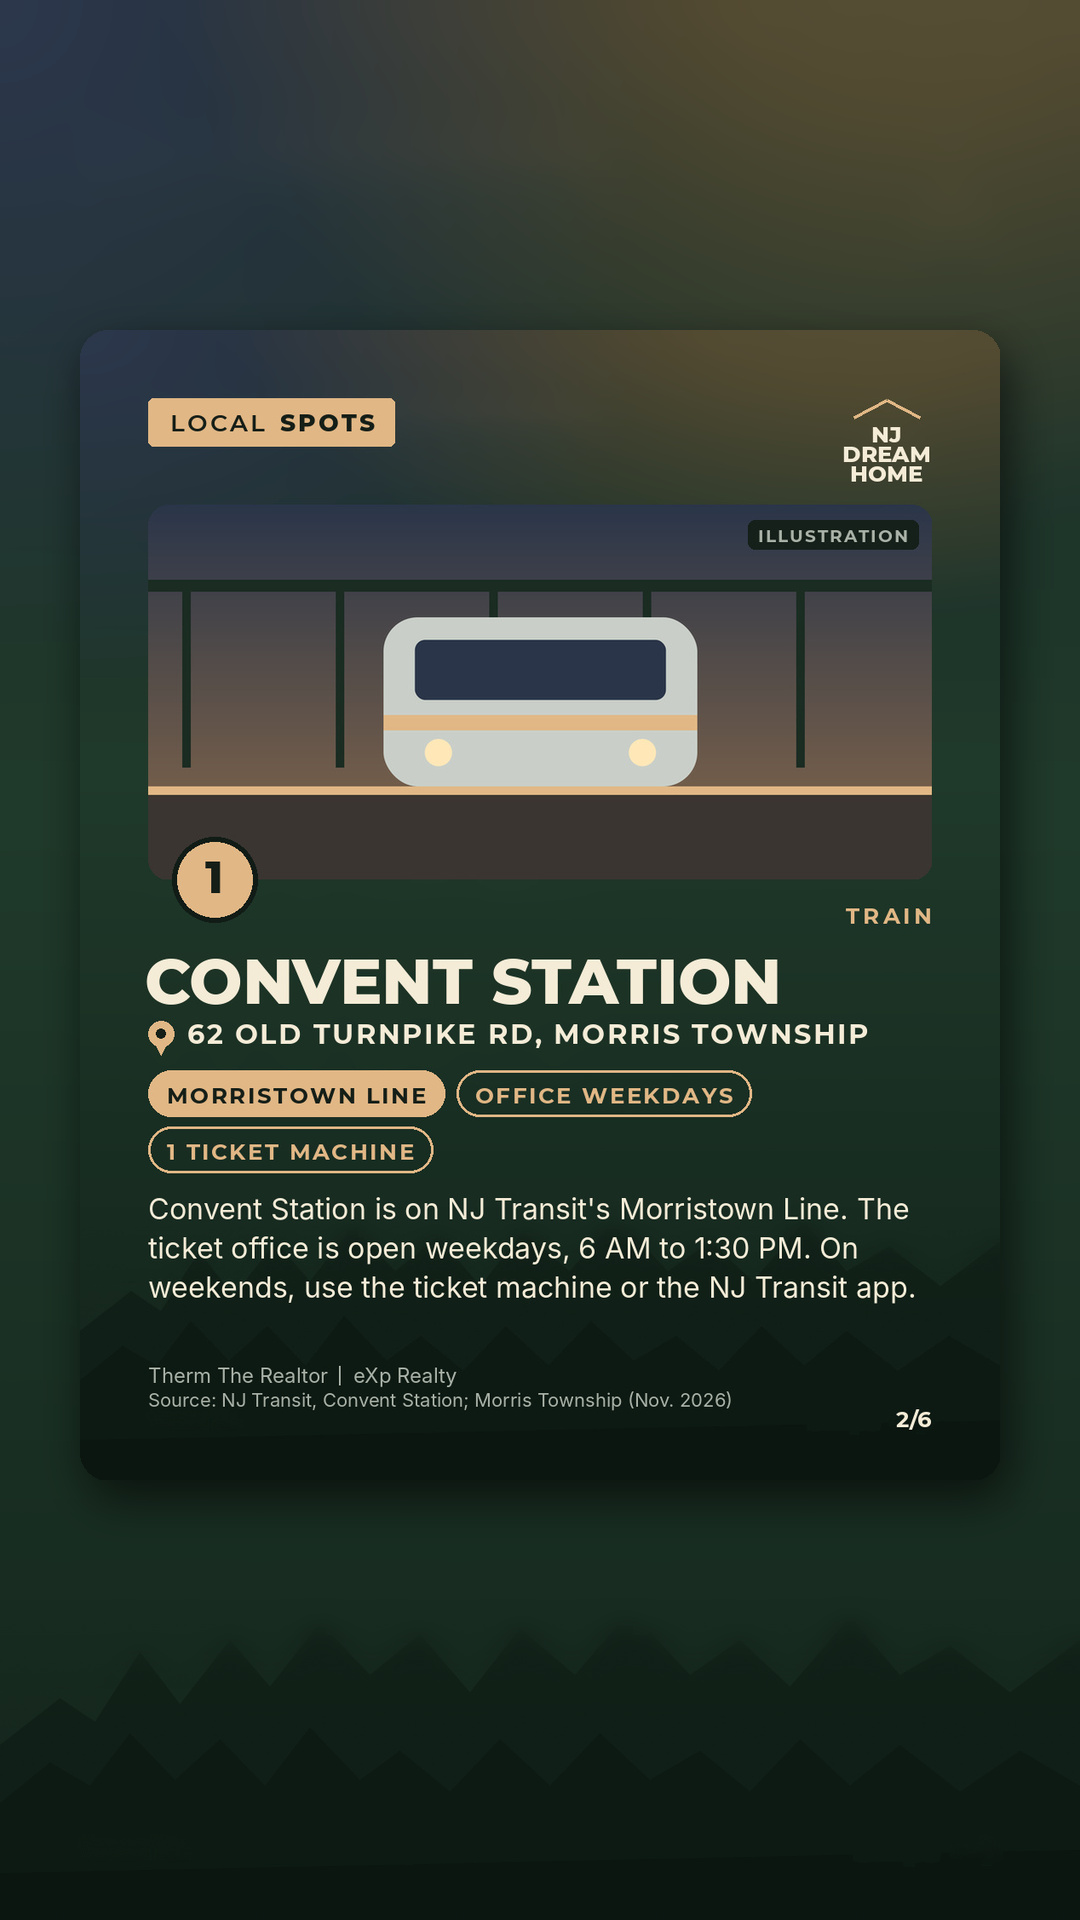 LOCAL SPOTS
NJ
DREAM
HOME
ILLUSTRATION
1
TRAIN
CONVENT STATION
62 OLD TURNPIKE RD, MORRIS TOWNSHIP
MORRISTOWN LINE
OFFICE WEEKDAYS
1 TICKET MACHINE
Convent Station is on NJ Transit's Morristown Line. The
ticket office is open weekdays, 6 AM to 1:30 PM. On
weekends, use the ticket machine or the NJ Transit app.
Therm The Realtor | eXp Realty
Source: NJ Transit, Convent Station; Morris Township (Nov. 2026)
2/6